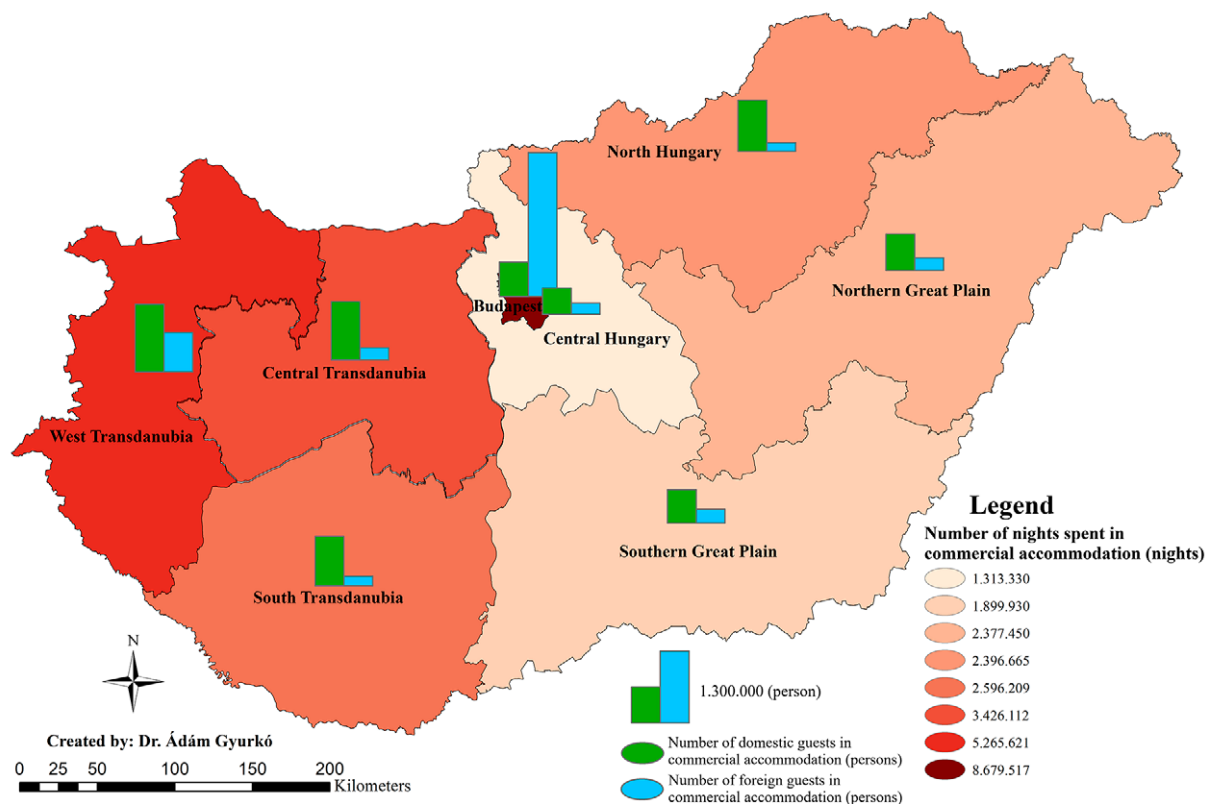 North Hungary
Northern Great Plain
Budapest
Central Hungary
Central Transdanubia
West Transdanubia
Southern Great Plain
South Transdanubia
Legend
Number of nights spent in
commercial accommodation (nights)
1.313.330
1.899.930
2.377.450
2.396.665
2.596.209
3.426.112
5.265.621
8.679.517
N
1.300.000 (person)
Number of domestic guests in
commercial accommodation (persons)
Number of foreign guests in
commercial accommodation (persons)
Created by: Dr. Ádám Gyurkó
0 25 50 100 150 200
Kilometers